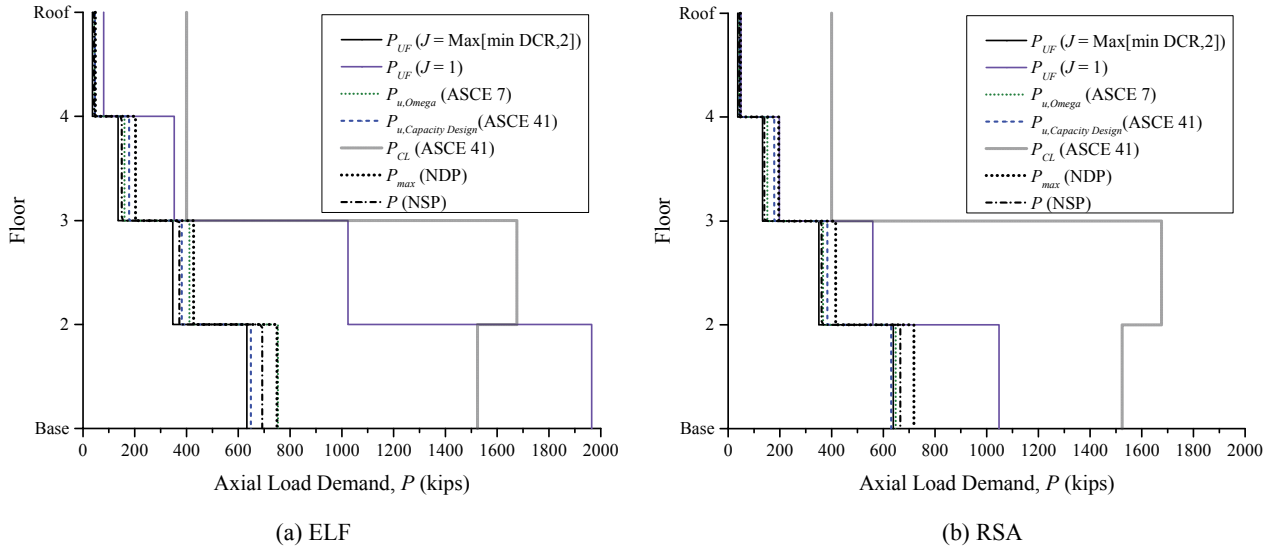 Roof
4
3
2
Base
Floor
0 200 400 600 800 1000 1200 1400 1600 1800 2000
Axial Load Demand, P (kips)
P_UF (J = Max[min DCR,2])
P_UF (J = 1)
P_u,Omega (ASCE 7)
P_u,Capacity Design (ASCE 41)
P_CL (ASCE 41)
P_max (NDP)
P (NSP)
(a) ELF
Roof
4
3
2
Base
Floor
0 200 400 600 800 1000 1200 1400 1600 1800 2000
Axial Load Demand, P (kips)
P_UF (J = Max[min DCR,2])
P_UF (J = 1)
P_u,Omega (ASCE 7)
P_u,Capacity Design (ASCE 41)
P_CL (ASCE 41)
P_max (NDP)
P (NSP)
(b) RSA